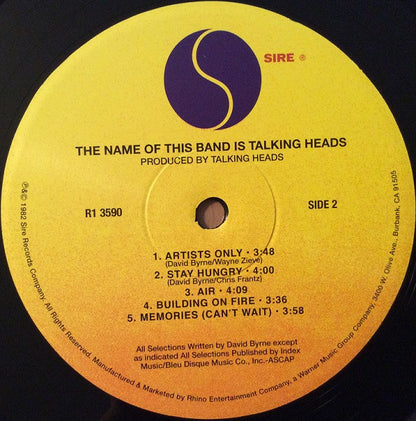 SIRE ®
THE NAME OF THIS BAND IS TALKING HEADS
PRODUCED BY TALKING HEADS
R1 3590
SIDE 2
1. ARTISTS ONLY · 3:48
(David Byrne/Wayne Zieve)
2. STAY HUNGRY · 4:00
(David Byrne/Chris Frantz)
3. AIR · 4:09
4. BUILDING ON FIRE · 3:36
5. MEMORIES (CAN'T WAIT) · 3:58
All Selections Written by David Byrne except
as indicated All Selections Published by Index
Music/Bleu Disque Music Co., Inc.-ASCAP
℗&© 1982 Sire Records Company. All Rights Reserved. Manufactured & Marketed by Rhino Entertainment Company, a Warner Music Group Company, 3400 W. Olive Ave., Burbank, CA 91505